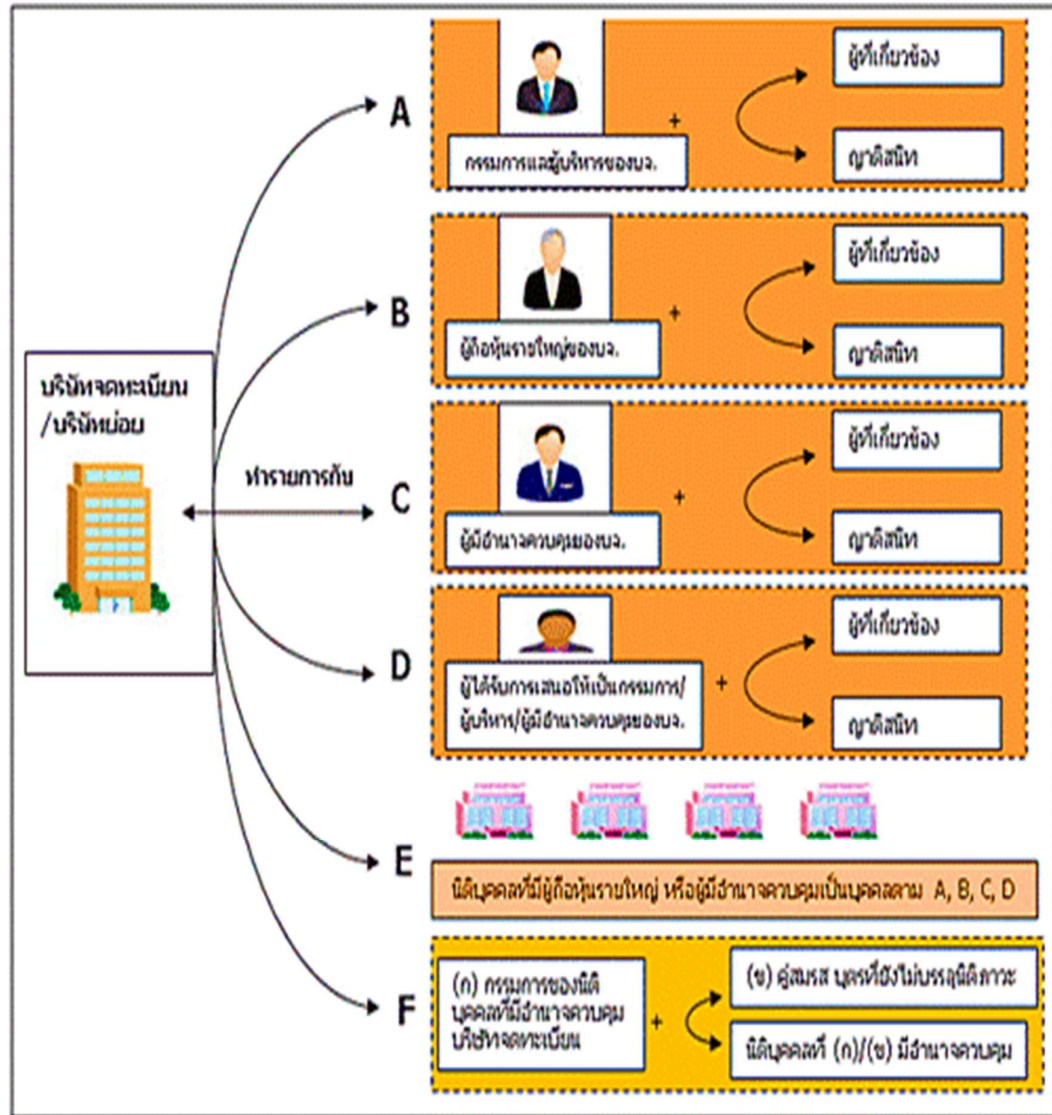 บริษัทจดทะเบียน
/บริษัทย่อย
ทำรายการกัน
A
กรรมการและผู้บริหารของบจ.
+
ผู้ที่เกี่ยวข้อง
ญาติสนิท
B
ผู้ถือหุ้นรายใหญ่ของบจ.
+
ผู้ที่เกี่ยวข้อง
ญาติสนิท
C
ผู้มีอำนาจควบคุมของบจ.
+
ผู้ที่เกี่ยวข้อง
ญาติสนิท
D
ผู้ได้รับการเสนอให้เป็นกรรมการ/
ผู้บริหาร/ผู้มีอำนาจควบคุมของบจ.
+
ผู้ที่เกี่ยวข้อง
ญาติสนิท
E
นิติบุคคลที่มีผู้ถือหุ้นรายใหญ่ หรือผู้มีอำนาจควบคุมเป็นบุคคลตาม A, B, C, D
F
(ก) กรรมการของนิติ
บุคคลที่มีอำนาจควบคุม
บริษัทจดทะเบียน
+
(ข) คู่สมรส บุตรที่ยังไม่บรรลุนิติภาวะ
นิติบุคคลที่ (ก)/(ข) มีอำนาจควบคุม